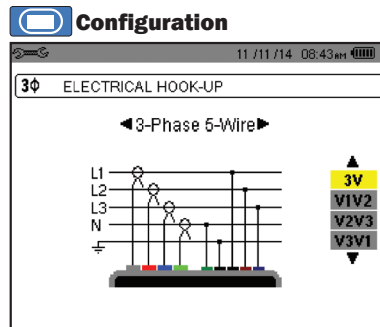 Configuration
11 /11 /14 08:43AM
3Φ ELECTRICAL HOOK-UP
◄3-Phase 5-Wire►
L1
L2
L3
N
3V
V1V2
V2V3
V3V1